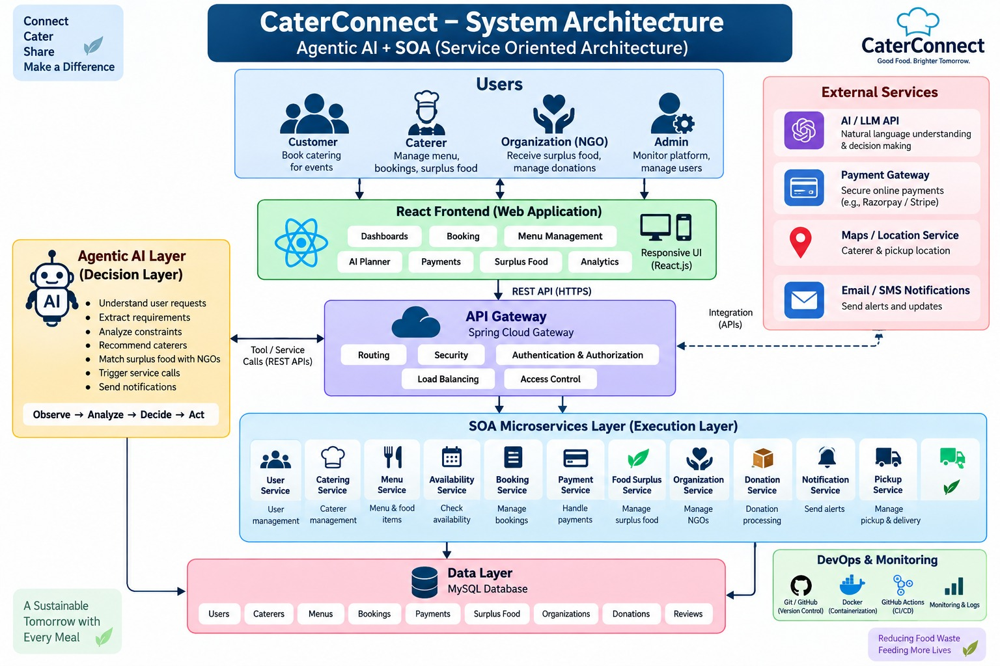 Connect
Cater
Share
Make a Difference
CaterConnect – System Architecture
Agentic AI + SOA (Service Oriented Architecture)
CaterConnect
Good Food. Brighter Tomorrow.
Users
Customer
Book catering
for events
Caterer
Manage menu,
bookings, surplus food
Organization (NGO)
Receive surplus food,
manage donations
Admin
Monitor platform,
manage users
External Services
AI / LLM API
Natural language understanding
& decision making
Payment Gateway
Secure online payments
(e.g., Razorpay / Stripe)
Maps / Location Service
Caterer & pickup location
Email / SMS Notifications
Send alerts and updates
React Frontend (Web Application)
Dashboards
Booking
Menu Management
AI Planner
Payments
Surplus Food
Analytics
Responsive UI
(React.js)
REST API (HTTPS)
Agentic AI Layer
(Decision Layer)
AI
● Understand user requests
● Extract requirements
● Analyze constraints
● Recommend caterers
● Match surplus food with NGOs
● Trigger service calls
● Send notifications
Observe → Analyze → Decide → Act
Tool / Service
Calls (REST APIs)
API Gateway
Spring Cloud Gateway
Routing
Security
Authentication & Authorization
Load Balancing
Access Control
Integration
(APIs)
SOA Microservices Layer (Execution Layer)
User
Service
User
management
Catering
Service
Caterer
management
Menu
Service
Menu & food
items
Availability
Service
Check
availability
Booking
Service
Manage
bookings
Payment
Service
Handle
payments
Food Surplus
Service
Manage
surplus food
Organization
Service
Manage
NGOs
Donation
Service
Donation
processing
Notification
Service
Send alerts
Pickup
Service
Manage
pickup & delivery
Data Layer
MySQL Database
Users
Caterers
Menus
Bookings
Payments
Surplus Food
Organizations
Donations
Reviews
DevOps & Monitoring
Git / GitHub
(Version Control)
Docker
(Containerization)
GitHub Actions
(CI/CD)
Monitoring & Logs
A Sustainable
Tomorrow with
Every Meal
Reducing Food Waste
Feeding More Lives